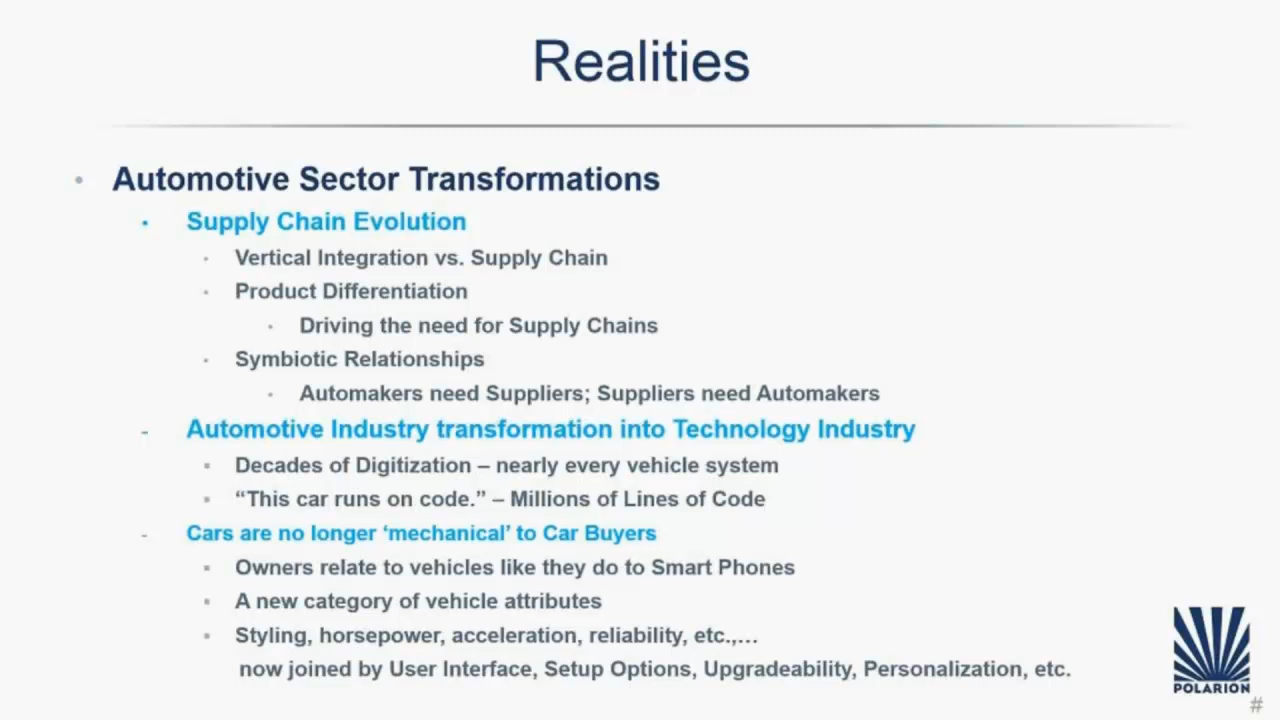 Realities
• Automotive Sector Transformations
• Supply Chain Evolution
• Vertical Integration vs. Supply Chain
• Product Differentiation
• Driving the need for Supply Chains
• Symbiotic Relationships
• Automakers need Suppliers; Suppliers need Automakers
- Automotive Industry transformation into Technology Industry
▪ Decades of Digitization – nearly every vehicle system
▪ “This car runs on code.” – Millions of Lines of Code
- Cars are no longer ‘mechanical’ to Car Buyers
▪ Owners relate to vehicles like they do to Smart Phones
▪ A new category of vehicle attributes
▪ Styling, horsepower, acceleration, reliability, etc.,…
now joined by User Interface, Setup Options, Upgradeability, Personalization, etc.
POLARION
#